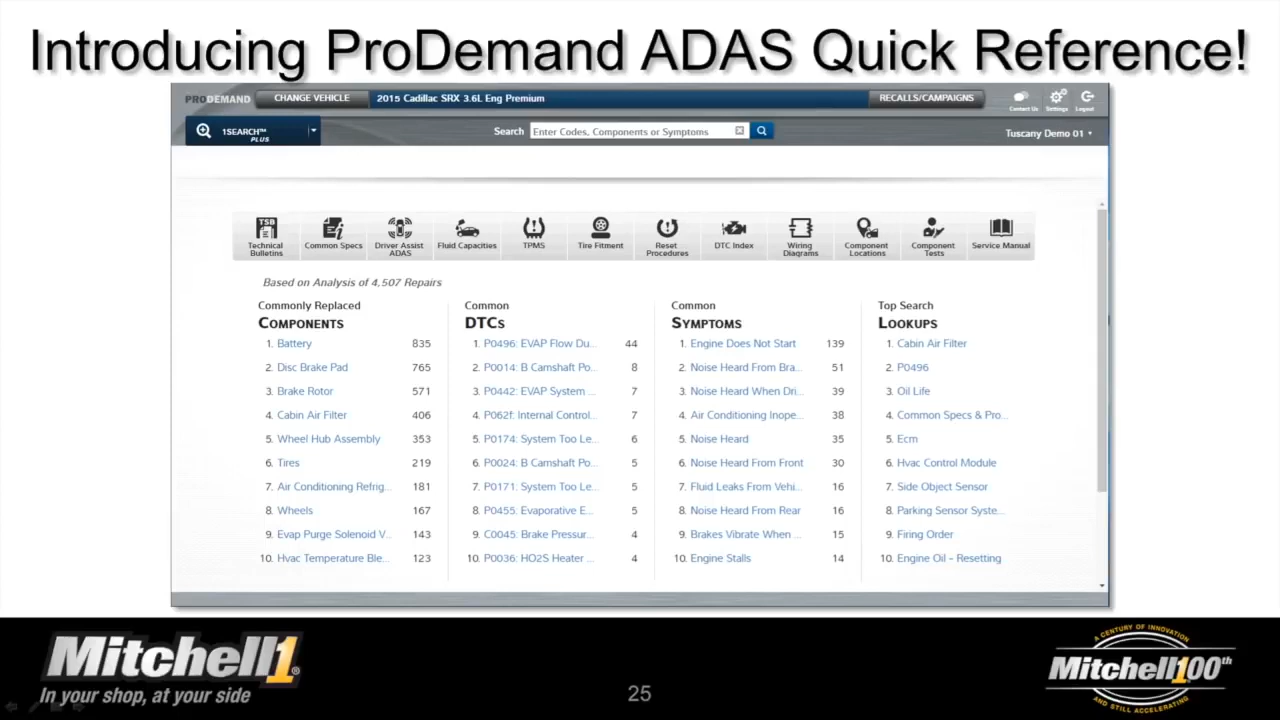 Introducing ProDemand ADAS Quick Reference!
PRODEMAND
CHANGE VEHICLE
2015 Cadillac SRX 3.6L Eng Premium
RECALLS/CAMPAIGNS
Contact Us
Settings
Logout
1SEARCH™
PLUS
Search
Enter Codes, Components or Symptoms
Tuscany Demo 01
TSB
Technical
Bulletins
Common Specs
Driver Assist
ADAS
Fluid Capacities
TPMS
Tire Fitment
Reset
Procedures
DTC Index
Wiring
Diagrams
Component
Locations
Component
Tests
Service Manual
Based on Analysis of 4,507 Repairs
Commonly Replaced
COMPONENTS
1. Battery 835
2. Disc Brake Pad 765
3. Brake Rotor 571
4. Cabin Air Filter 406
5. Wheel Hub Assembly 353
6. Tires 219
7. Air Conditioning Refrig... 181
8. Wheels 167
9. Evap Purge Solenoid V... 143
10. Hvac Temperature Ble... 123
Common
DTCS
1. P0496: EVAP Flow Du... 44
2. P0014: B Camshaft Po... 8
3. P0442: EVAP System ... 7
4. P062f: Internal Control... 7
5. P0174: System Too Le... 6
6. P0024: B Camshaft Po... 5
7. P0171: System Too Le... 5
8. P0455: Evaporative E... 5
9. C0045: Brake Pressur... 4
10. P0036: HO2S Heater ... 4
Common
SYMPTOMS
1. Engine Does Not Start 139
2. Noise Heard From Bra... 51
3. Noise Heard When Dri... 39
4. Air Conditioning Inope... 38
5. Noise Heard 35
6. Noise Heard From Front 30
7. Fluid Leaks From Vehi... 16
8. Noise Heard From Rear 16
9. Brakes Vibrate When ... 15
10. Engine Stalls 14
Top Search
LOOKUPS
1. Cabin Air Filter
2. P0496
3. Oil Life
4. Common Specs & Pro...
5. Ecm
6. Hvac Control Module
7. Side Object Sensor
8. Parking Sensor Syste...
9. Firing Order
10. Engine Oil – Resetting
Mitchell1®
In your shop, at your side
25
A CENTURY OF INNOVATION
Mitchell100th
AND STILL ACCELERATING